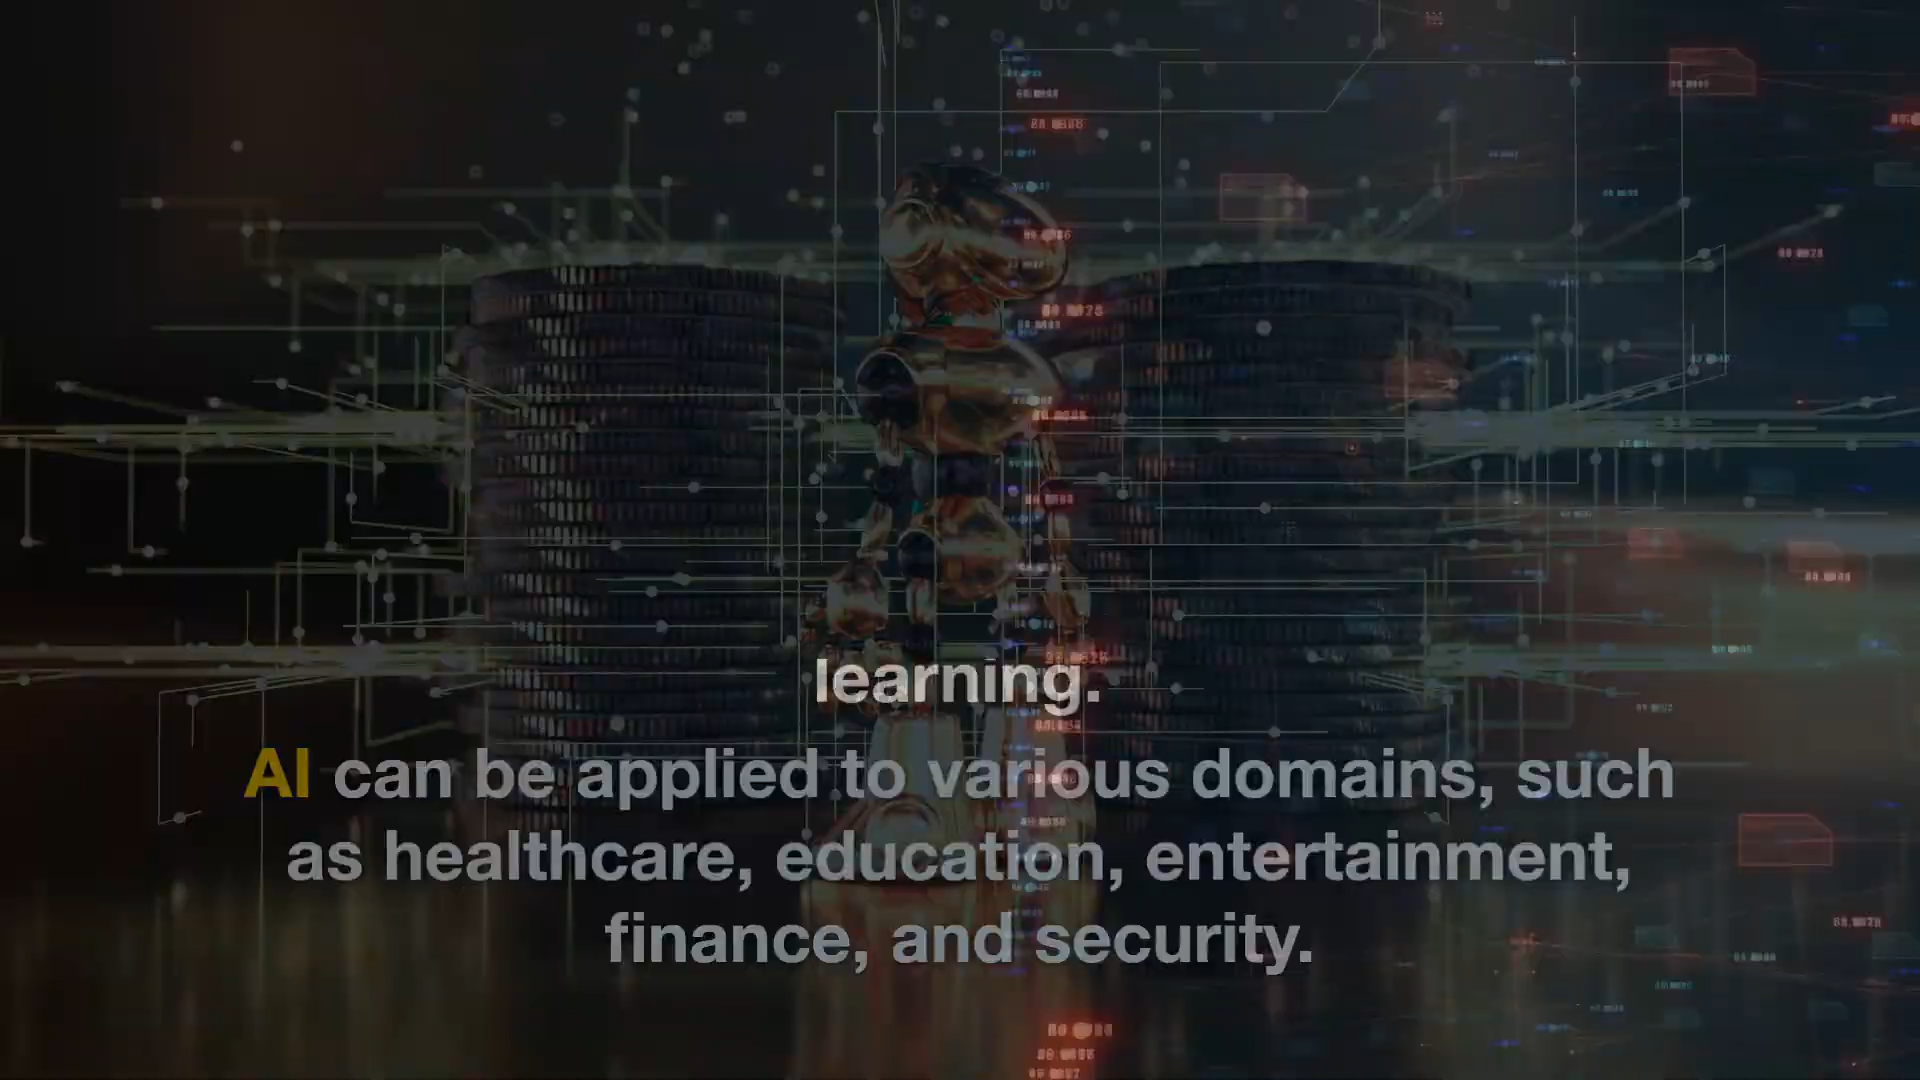 learning.
AI can be applied to various domains, such
as healthcare, education, entertainment,
finance, and security.